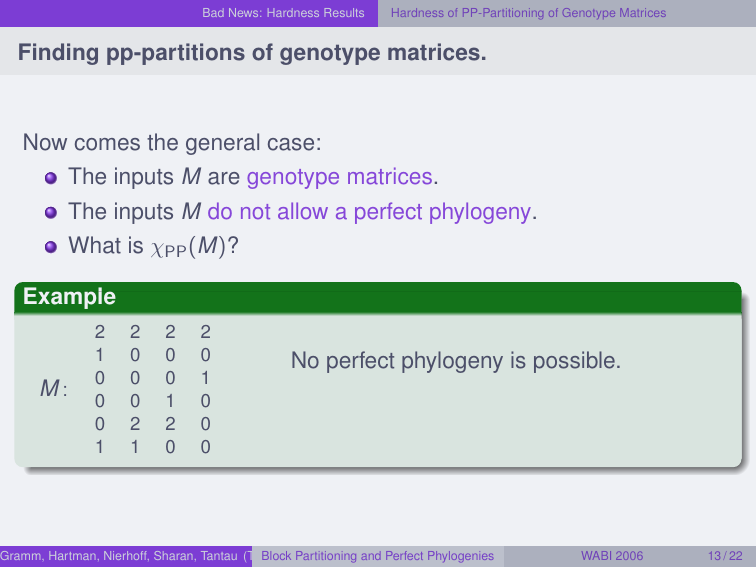 Bad News: Hardness Results Hardness of PP-Partitioning of Genotype Matrices
Finding pp-partitions of genotype matrices.
Now comes the general case:
The inputs M are genotype matrices.
The inputs M do not allow a perfect phylogeny.
What is χPP(M)?
Example
2 2 2 2
1 0 0 0
0 0 0 1
M :
0 0 1 0
0 2 2 0
1 1 0 0
No perfect phylogeny is possible.
Gramm, Hartman, Nierhoff, Sharan, Tantau (T Block Partitioning and Perfect Phylogenies WABI 2006 13 / 22